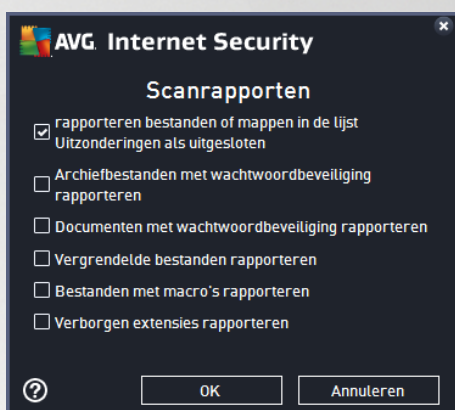 AVG. Internet Security
Scanrapporten
rapporteren bestanden of mappen in de lijst
Uitzonderingen als uitgesloten
Archiefbestanden met wachtwoordbeveiliging
rapporteren
Documenten met wachtwoordbeveiliging rapporteren
Vergrendelde bestanden rapporteren
Bestanden met macro's rapporteren
Verborgen extensies rapporteren
?
OK
Annuleren